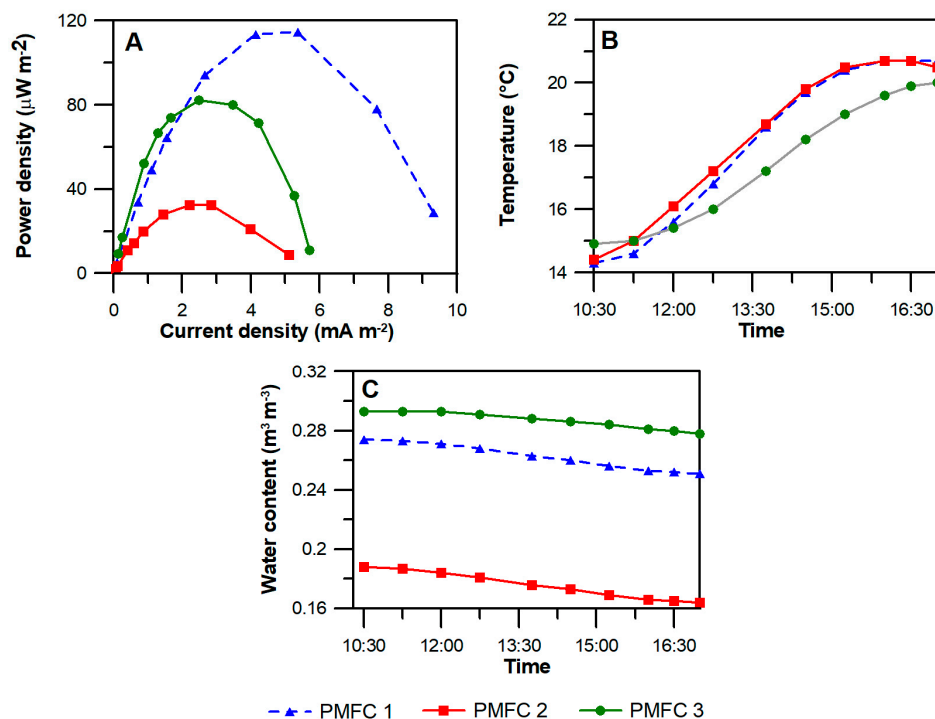 A
Power density (µW m-2)
120
80
40
0
0 2 4 6 8 10
Current density (mA m-2)
B
Temperature (°C)
22
20
18
16
14
10:30 12:00 13:30 15:00 16:30
Time
C
Water content (m3 m-3)
0.32
0.28
0.24
0.2
0.16
10:30 12:00 13:30 15:00 16:30
Time
PMFC 1 PMFC 2 PMFC 3